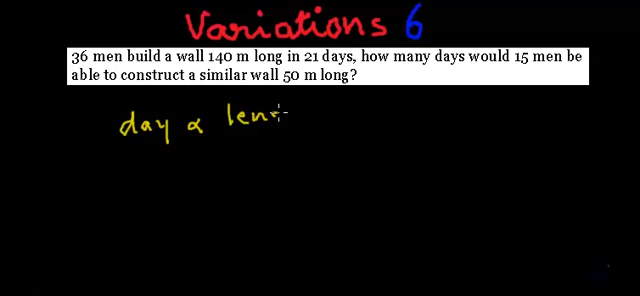 Variations 6
36 men build a wall 140 m long in 21 days, how many days would 15 men be
able to construct a similar wall 50 m long?
day ∝ len